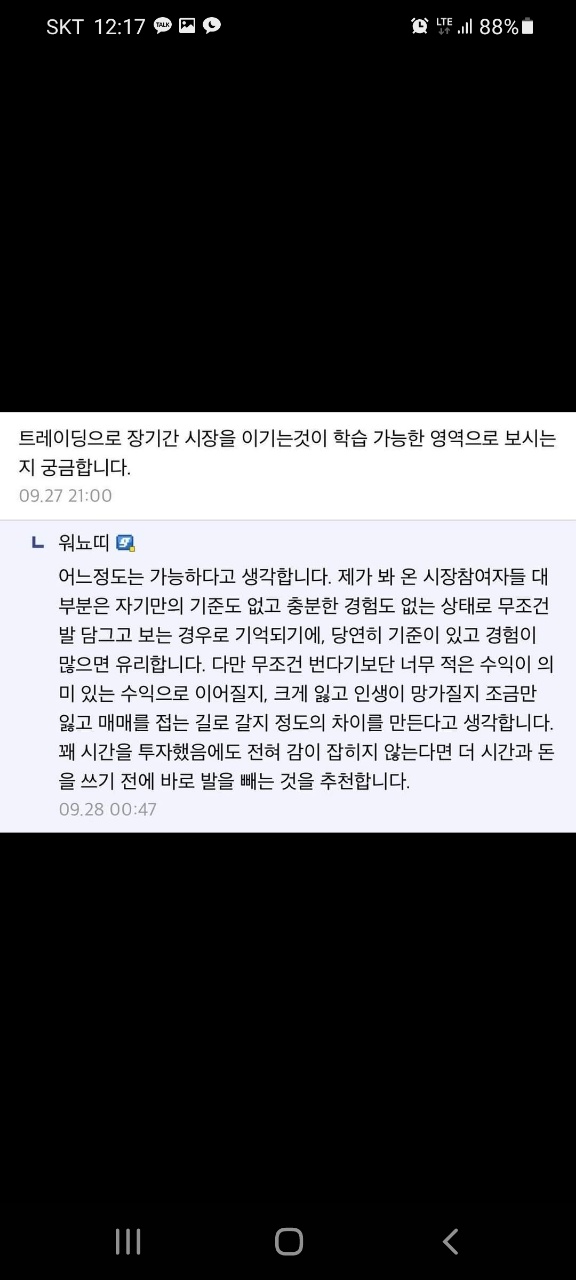 SKT 12:17 TALK LTE 88%
트레이딩으로 장기간 시장을 이기는것이 학습 가능한 영역으로 보시는
지 궁금합니다.
09.27 21:00
ㄴ 워뇨띠
어느정도는 가능하다고 생각합니다. 제가 봐 온 시장참여자들 대
부분은 자기만의 기준도 없고 충분한 경험도 없는 상태로 무조건
발 담그고 보는 경우로 기억되기에, 당연히 기준이 있고 경험이
많으면 유리합니다. 다만 무조건 번다기보단 너무 적은 수익이 의
미 있는 수익으로 이어질지, 크게 잃고 인생이 망가질지 조금만
잃고 매매를 접는 길로 갈지 정도의 차이를 만든다고 생각합니다.
꽤 시간을 투자했음에도 전혀 감이 잡히지 않는다면 더 시간과 돈
을 쓰기 전에 바로 발을 빼는 것을 추천합니다.
09.28 00:47